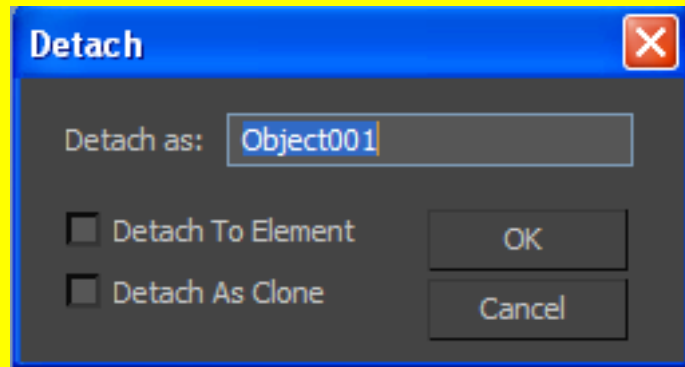 Detach
Detach as: Object001
Detach To Element
OK
Detach As Clone
Cancel